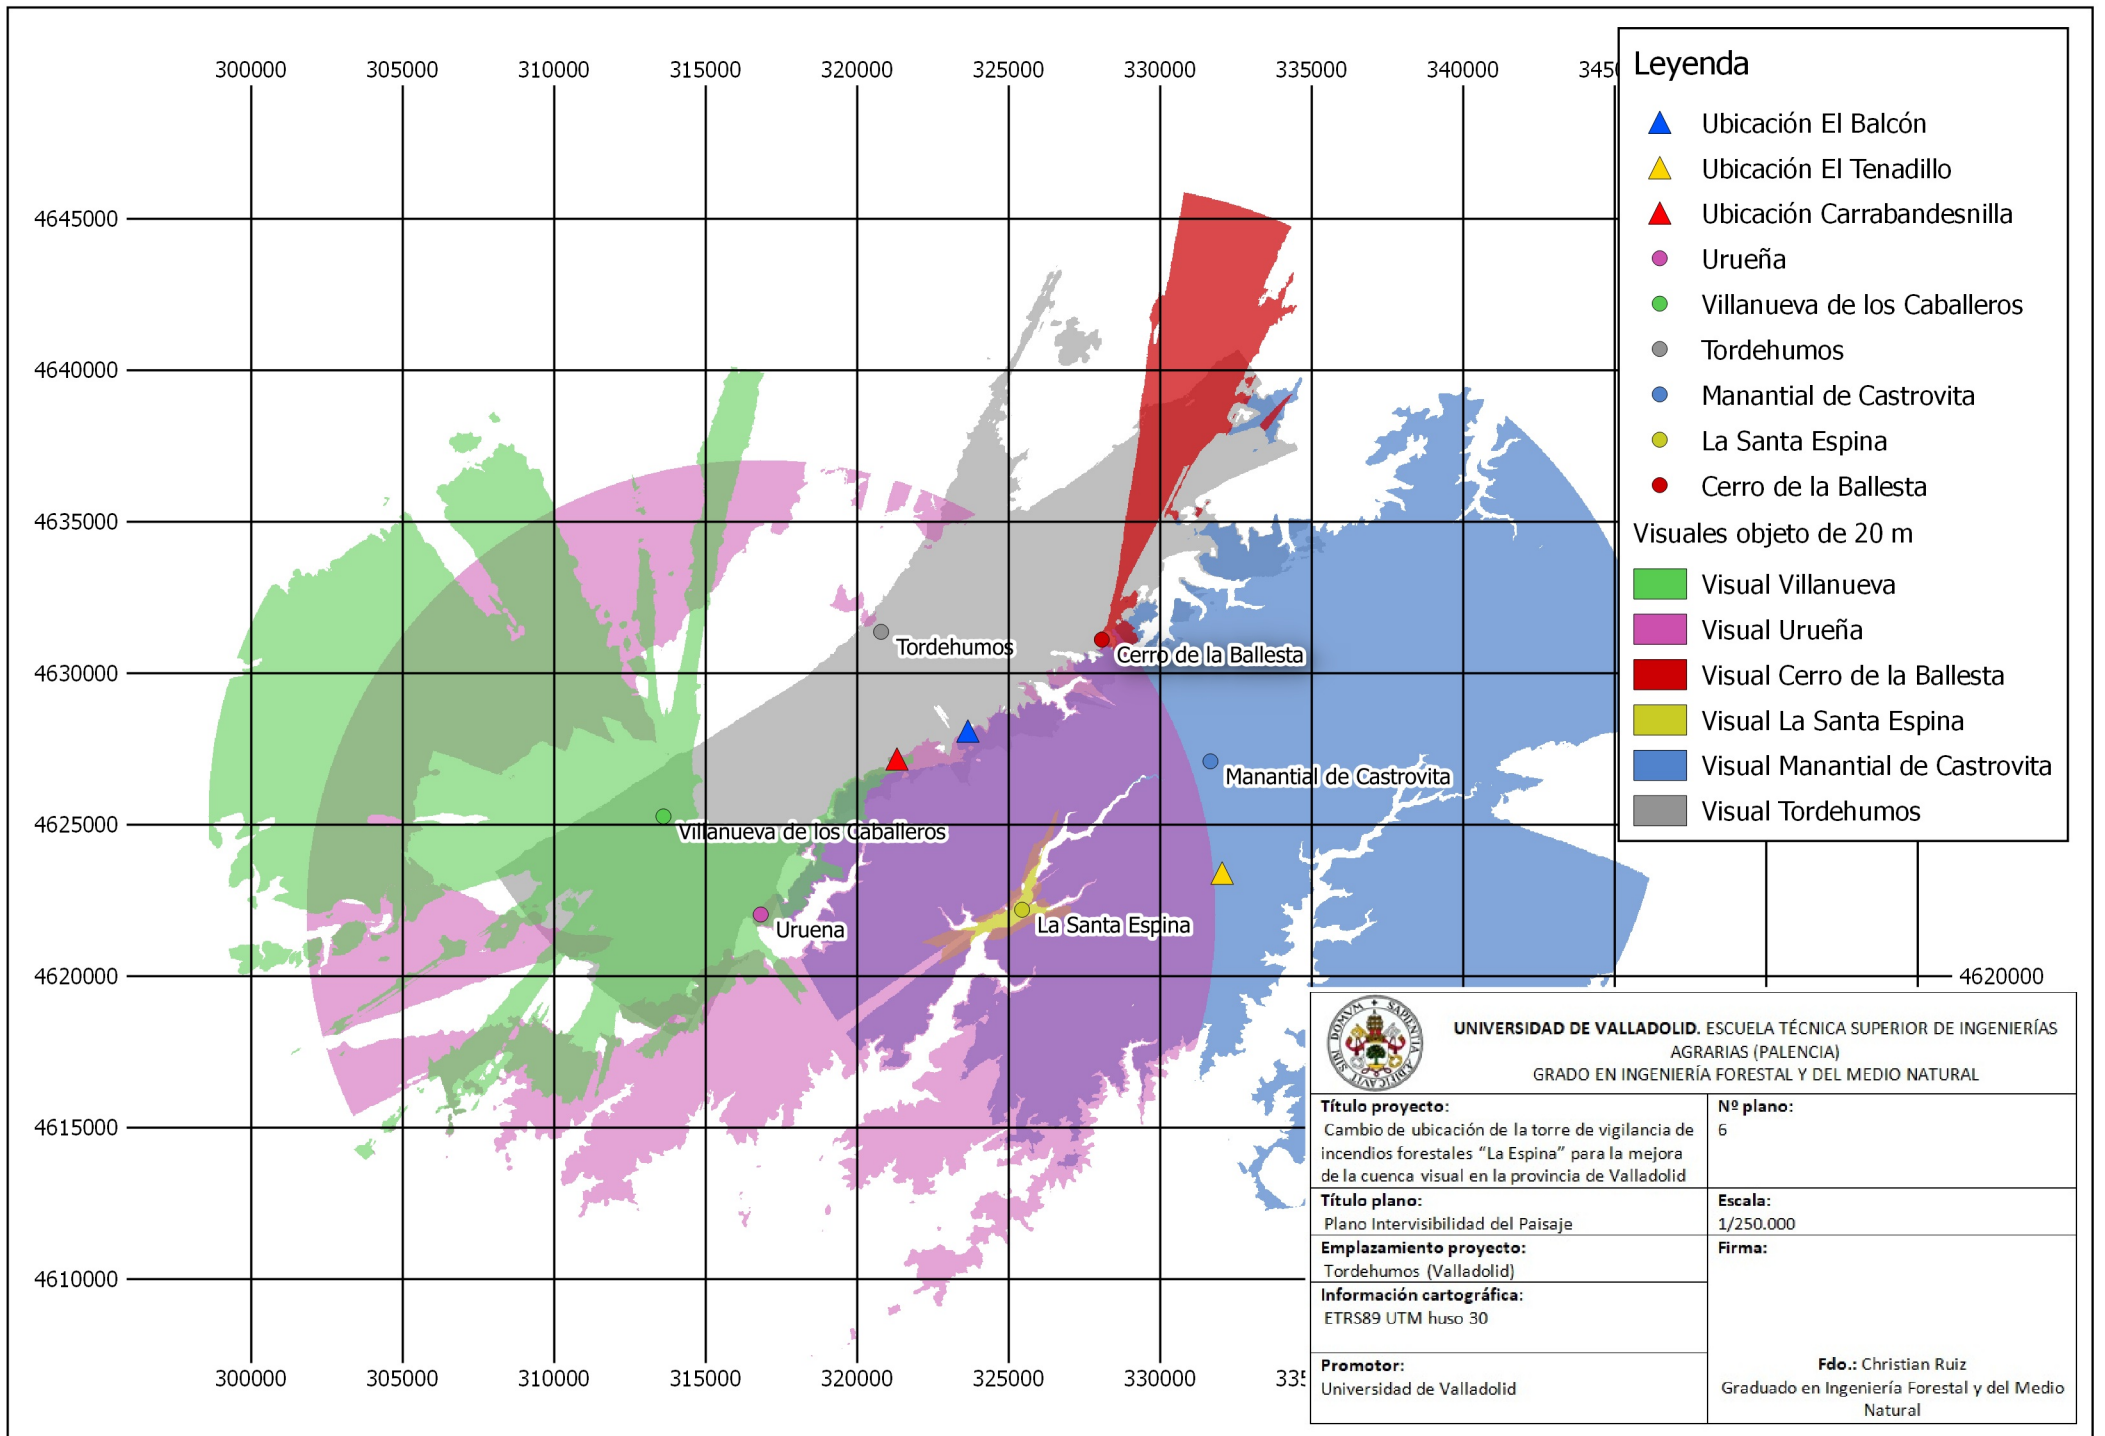 300000 305000 310000 315000 320000 325000 330000 335000 340000 3450
Leyenda
Ubicación El Balcón
Ubicación El Tenadillo
Ubicación Carrabandesnilla
Urueña
Villanueva de los Caballeros
Tordehumos
Manantial de Castrovita
La Santa Espina
Cerro de la Ballesta
Visuales objeto de 20 m
Visual Villanueva
Visual Urueña
Visual Cerro de la Ballesta
Visual La Santa Espina
Visual Manantial de Castrovita
Visual Tordehumos
4645000
4640000
4635000
4630000
4625000
4620000
4615000
4610000
Tordehumos
Cerro de la Ballesta
Manantial de Castrovita
Villanueva de los Caballeros
Uruena
La Santa Espina
4620000
300000 305000 310000 315000 320000 325000 330000 335
SIBI DOMVM SAPIENTIA ÆDIFICAVIT
UNIVERSIDAD DE VALLADOLID. ESCUELA TÉCNICA SUPERIOR DE INGENIERÍAS
AGRARIAS (PALENCIA)
GRADO EN INGENIERÍA FORESTAL Y DEL MEDIO NATURAL
Título proyecto:
Cambio de ubicación de la torre de vigilancia de
incendios forestales “La Espina” para la mejora
de la cuenca visual en la provincia de Valladolid
Nº plano:
6
Título plano:
Plano Intervisibilidad del Paisaje
Escala:
1/250.000
Emplazamiento proyecto:
Tordehumos (Valladolid)
Firma:
Información cartográfica:
ETRS89 UTM huso 30
Promotor:
Universidad de Valladolid
Fdo.: Christian Ruiz
Graduado en Ingeniería Forestal y del Medio
Natural